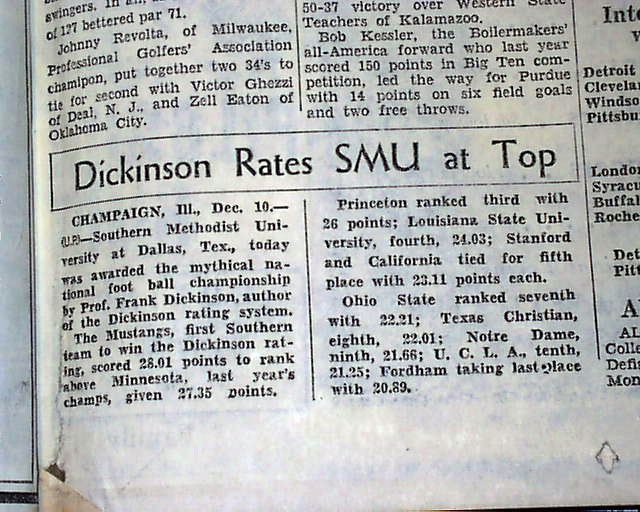 swingers. In
of 127 bettered par 71.
Johnny Revolta, of Milwaukee,
Professional Golfers' Association
champion, put together two 34's to
tie for second with Victor Ghezzi
of Deal, N. J., and Zell Eaton of
Oklahoma City.
50-37 victory over Western State
Teachers of Kalamazoo.
Bob Kessler, the Boilermakers'
all-America forward who last year
scored 150 points in Big Ten com-
petition, led the way for Purdue
with 14 points on six field goals
and two free throws.
Dickinson Rates SMU at Top
CHAMPAIGN, Ill., Dec. 10.—
(U.P.)—Southern Methodist Uni-
versity at Dallas, Tex., today
was awarded the mythical na-
tional foot ball championship
by Prof. Frank Dickinson, author
of the Dickinson rating system.
The Mustangs, first Southern
team to win the Dickinson rat-
ing, scored 28.01 points to rank
above Minnesota, last year's
champs, given 27.35 points.
Princeton ranked third with
26 points; Louisiana State Uni-
versity, fourth, 24.03; Stanford
and California tied for fifth
place with 23.11 points each.
Ohio State ranked seventh
with 22.21; Texas Christian,
eighth, 22.01; Notre Dame,
ninth, 21.66; U. C. L. A., tenth,
21.25; Fordham taking last place
with 20.89.
Detroit
Pittsbu
London
Syracu
Buffal
Roche
Det
Pitt
A
AL
Colle
Defi
Mon